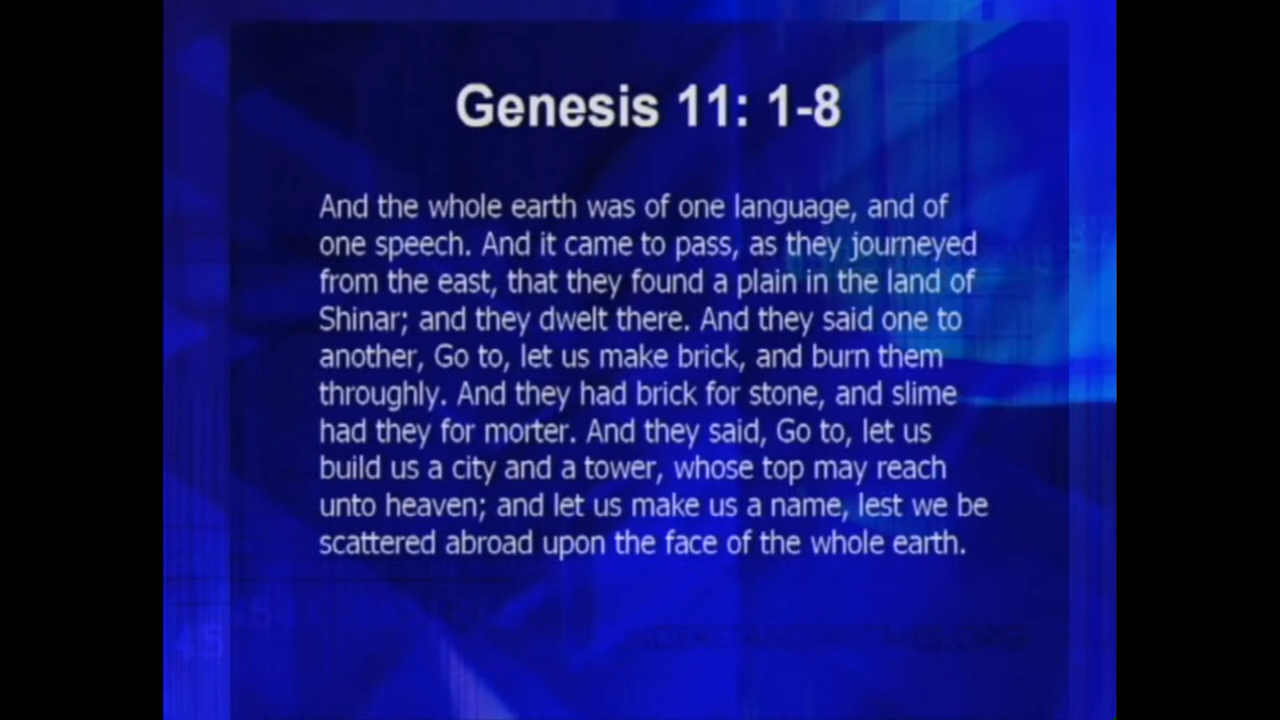 Genesis 11: 1-8
And the whole earth was of one language, and of
one speech. And it came to pass, as they journeyed
from the east, that they found a plain in the land of
Shinar; and they dwelt there. And they said one to
another, Go to, let us make brick, and burn them
throughly. And they had brick for stone, and slime
had they for morter. And they said, Go to, let us
build us a city and a tower, whose top may reach
unto heaven; and let us make us a name, lest we be
scattered abroad upon the face of the whole earth.